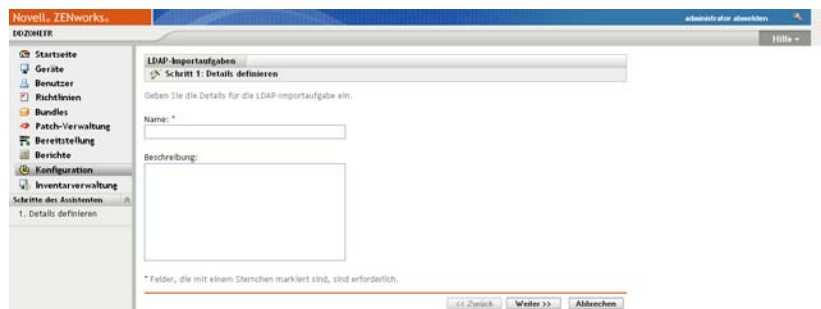 Novell® ZENworks®
administrator abmelden
DDZONETR
Hilfe
Startseite
Geräte
Benutzer
Richtlinien
Bundles
Patch-Verwaltung
Bereitstellung
Berichte
Konfiguration
Inventarverwaltung
Schritte des Assistenten
1. Details definieren
LDAP-Importaufgaben
Schritt 1: Details definieren
Geben Sie die Details für die LDAP-Importaufgabe ein.
Name: *
Beschreibung:
* Felder, die mit einem Sternchen markiert sind, sind erforderlich.
<< Zurück
Weiter >>
Abbrechen